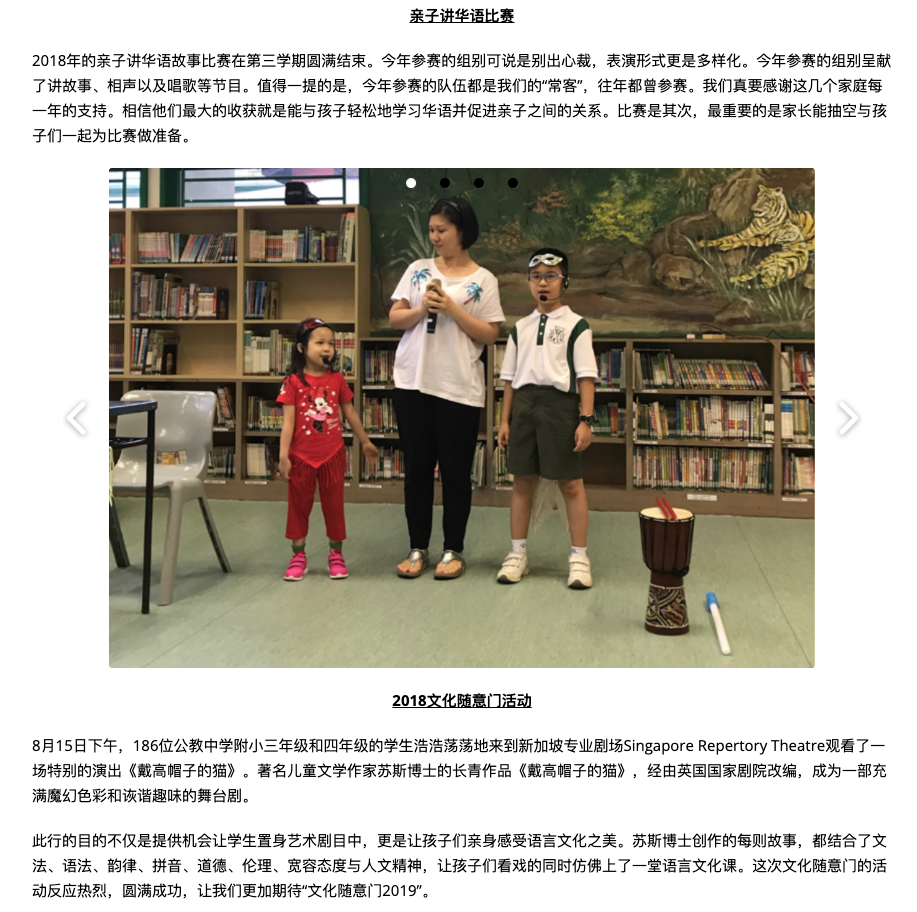 亲子讲华语比赛
2018年的亲子讲华语故事比赛在第三学期圆满结束。今年参赛的组别可说是别出心裁，表演形式更是多样化。今年参赛的组别呈献
了讲故事、相声以及唱歌等节目。值得一提的是，今年参赛的队伍都是我们的“常客”，往年都曾参赛。我们真要感谢这几个家庭每
一年的支持。相信他们最大的收获就是能与孩子轻松地学习华语并促进亲子之间的关系。比赛是其次，最重要的是家长能抽空与孩
子们一起为比赛做准备。
2018文化随意门活动
8月15日下午，186位公教中学附小三年级和四年级的学生浩浩荡荡地来到新加坡专业剧场Singapore Repertory Theatre观看了一
场特别的演出《戴高帽子的猫》。著名儿童文学作家苏斯博士的长青作品《戴高帽子的猫》，经由英国国家剧院改编，成为一部充
满魔幻色彩和诙谐趣味的舞台剧。
此行的目的不仅是提供机会让学生置身艺术剧目中，更是让孩子们亲身感受语言文化之美。苏斯博士创作的每则故事，都结合了文
法、语法、韵律、拼音、道德、伦理、宽容态度与人文精神，让孩子们看戏的同时仿佛上了一堂语言文化课。这次文化随意门的活
动反应热烈，圆满成功，让我们更加期待“文化随意门2019”。